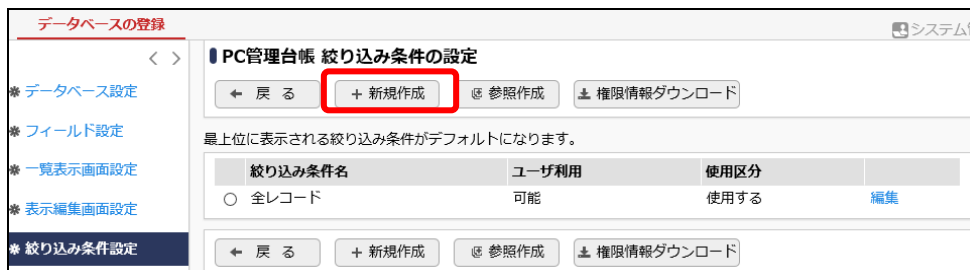 データベースの登録
システム管
< >
PC管理台帳 絞り込み条件の設定
← 戻 る ＋ 新規作成 参照作成 権限情報ダウンロード
データベース設定
フィールド設定
最上位に表示される絞り込み条件がデフォルトになります。
一覧表示画面設定
絞り込み条件名 ユーザ利用 使用区分
全レコード 可能 使用する 編集
表示編集画面設定
絞り込み条件設定
← 戻 る ＋ 新規作成 参照作成 権限情報ダウンロード